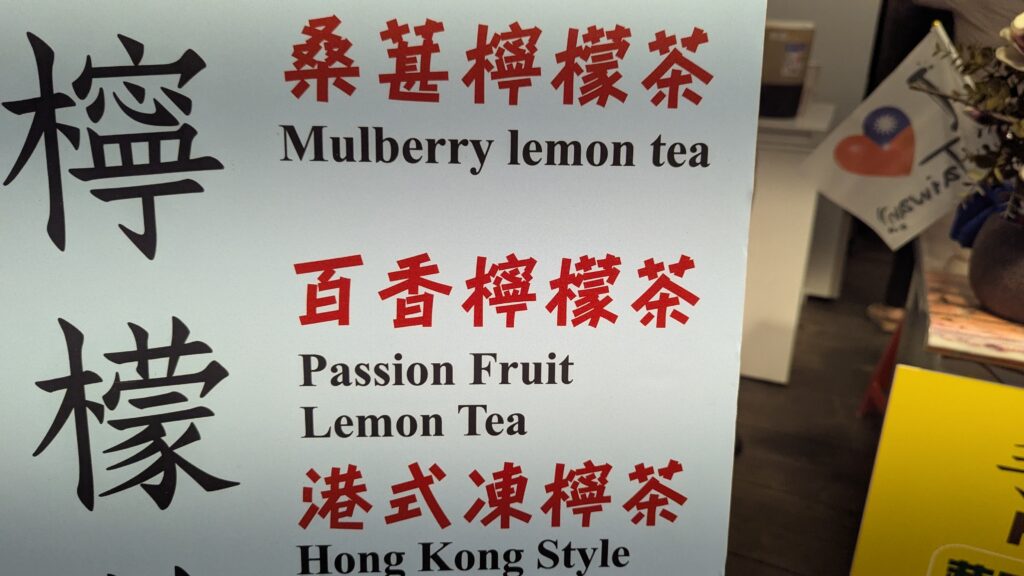 檸
檬
桑葚檸檬茶
Mulberry lemon tea
百香檸檬茶
Passion Fruit
Lemon Tea
港式凍檸茶
Hong Kong Style
I
TAIWAN